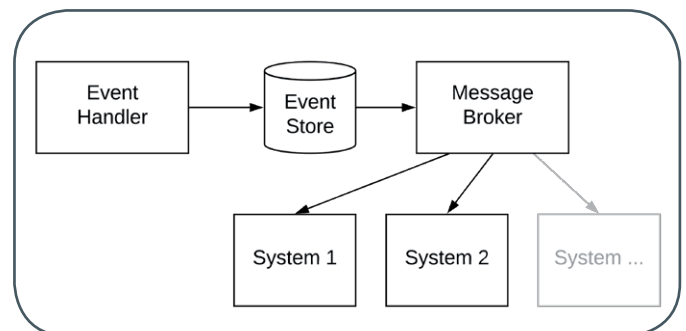 Event
Handler
Event
Store
Message
Broker
System 1
System 2
System ...